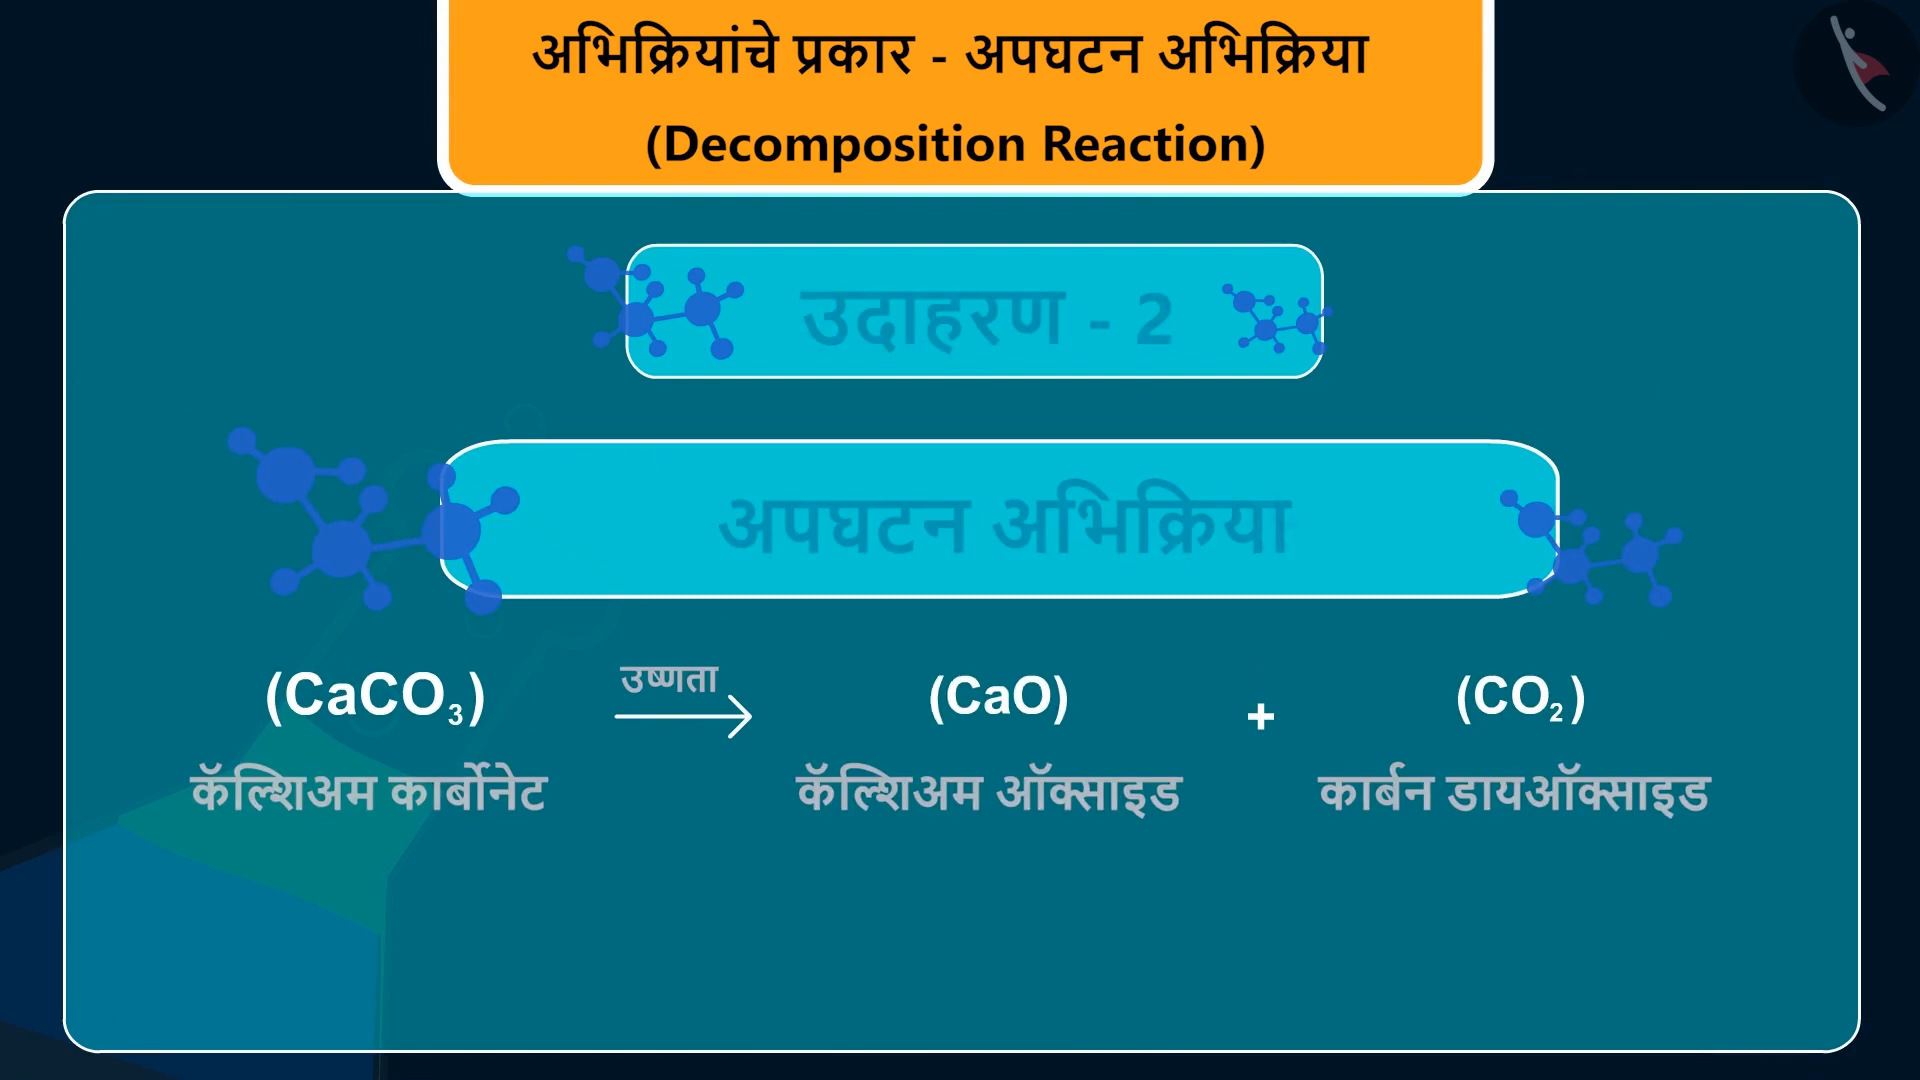 अभिक्रियांचे प्रकार - अपघटन अभिक्रिया
(Decomposition Reaction)
उदाहरण - 2
अपघटन अभिक्रिया
(CaCO₃) उष्णता → (CaO) + (CO₂)
कॅल्शिअम कार्बोनेट कॅल्शिअम ऑक्साइड कार्बन डायऑक्साइड